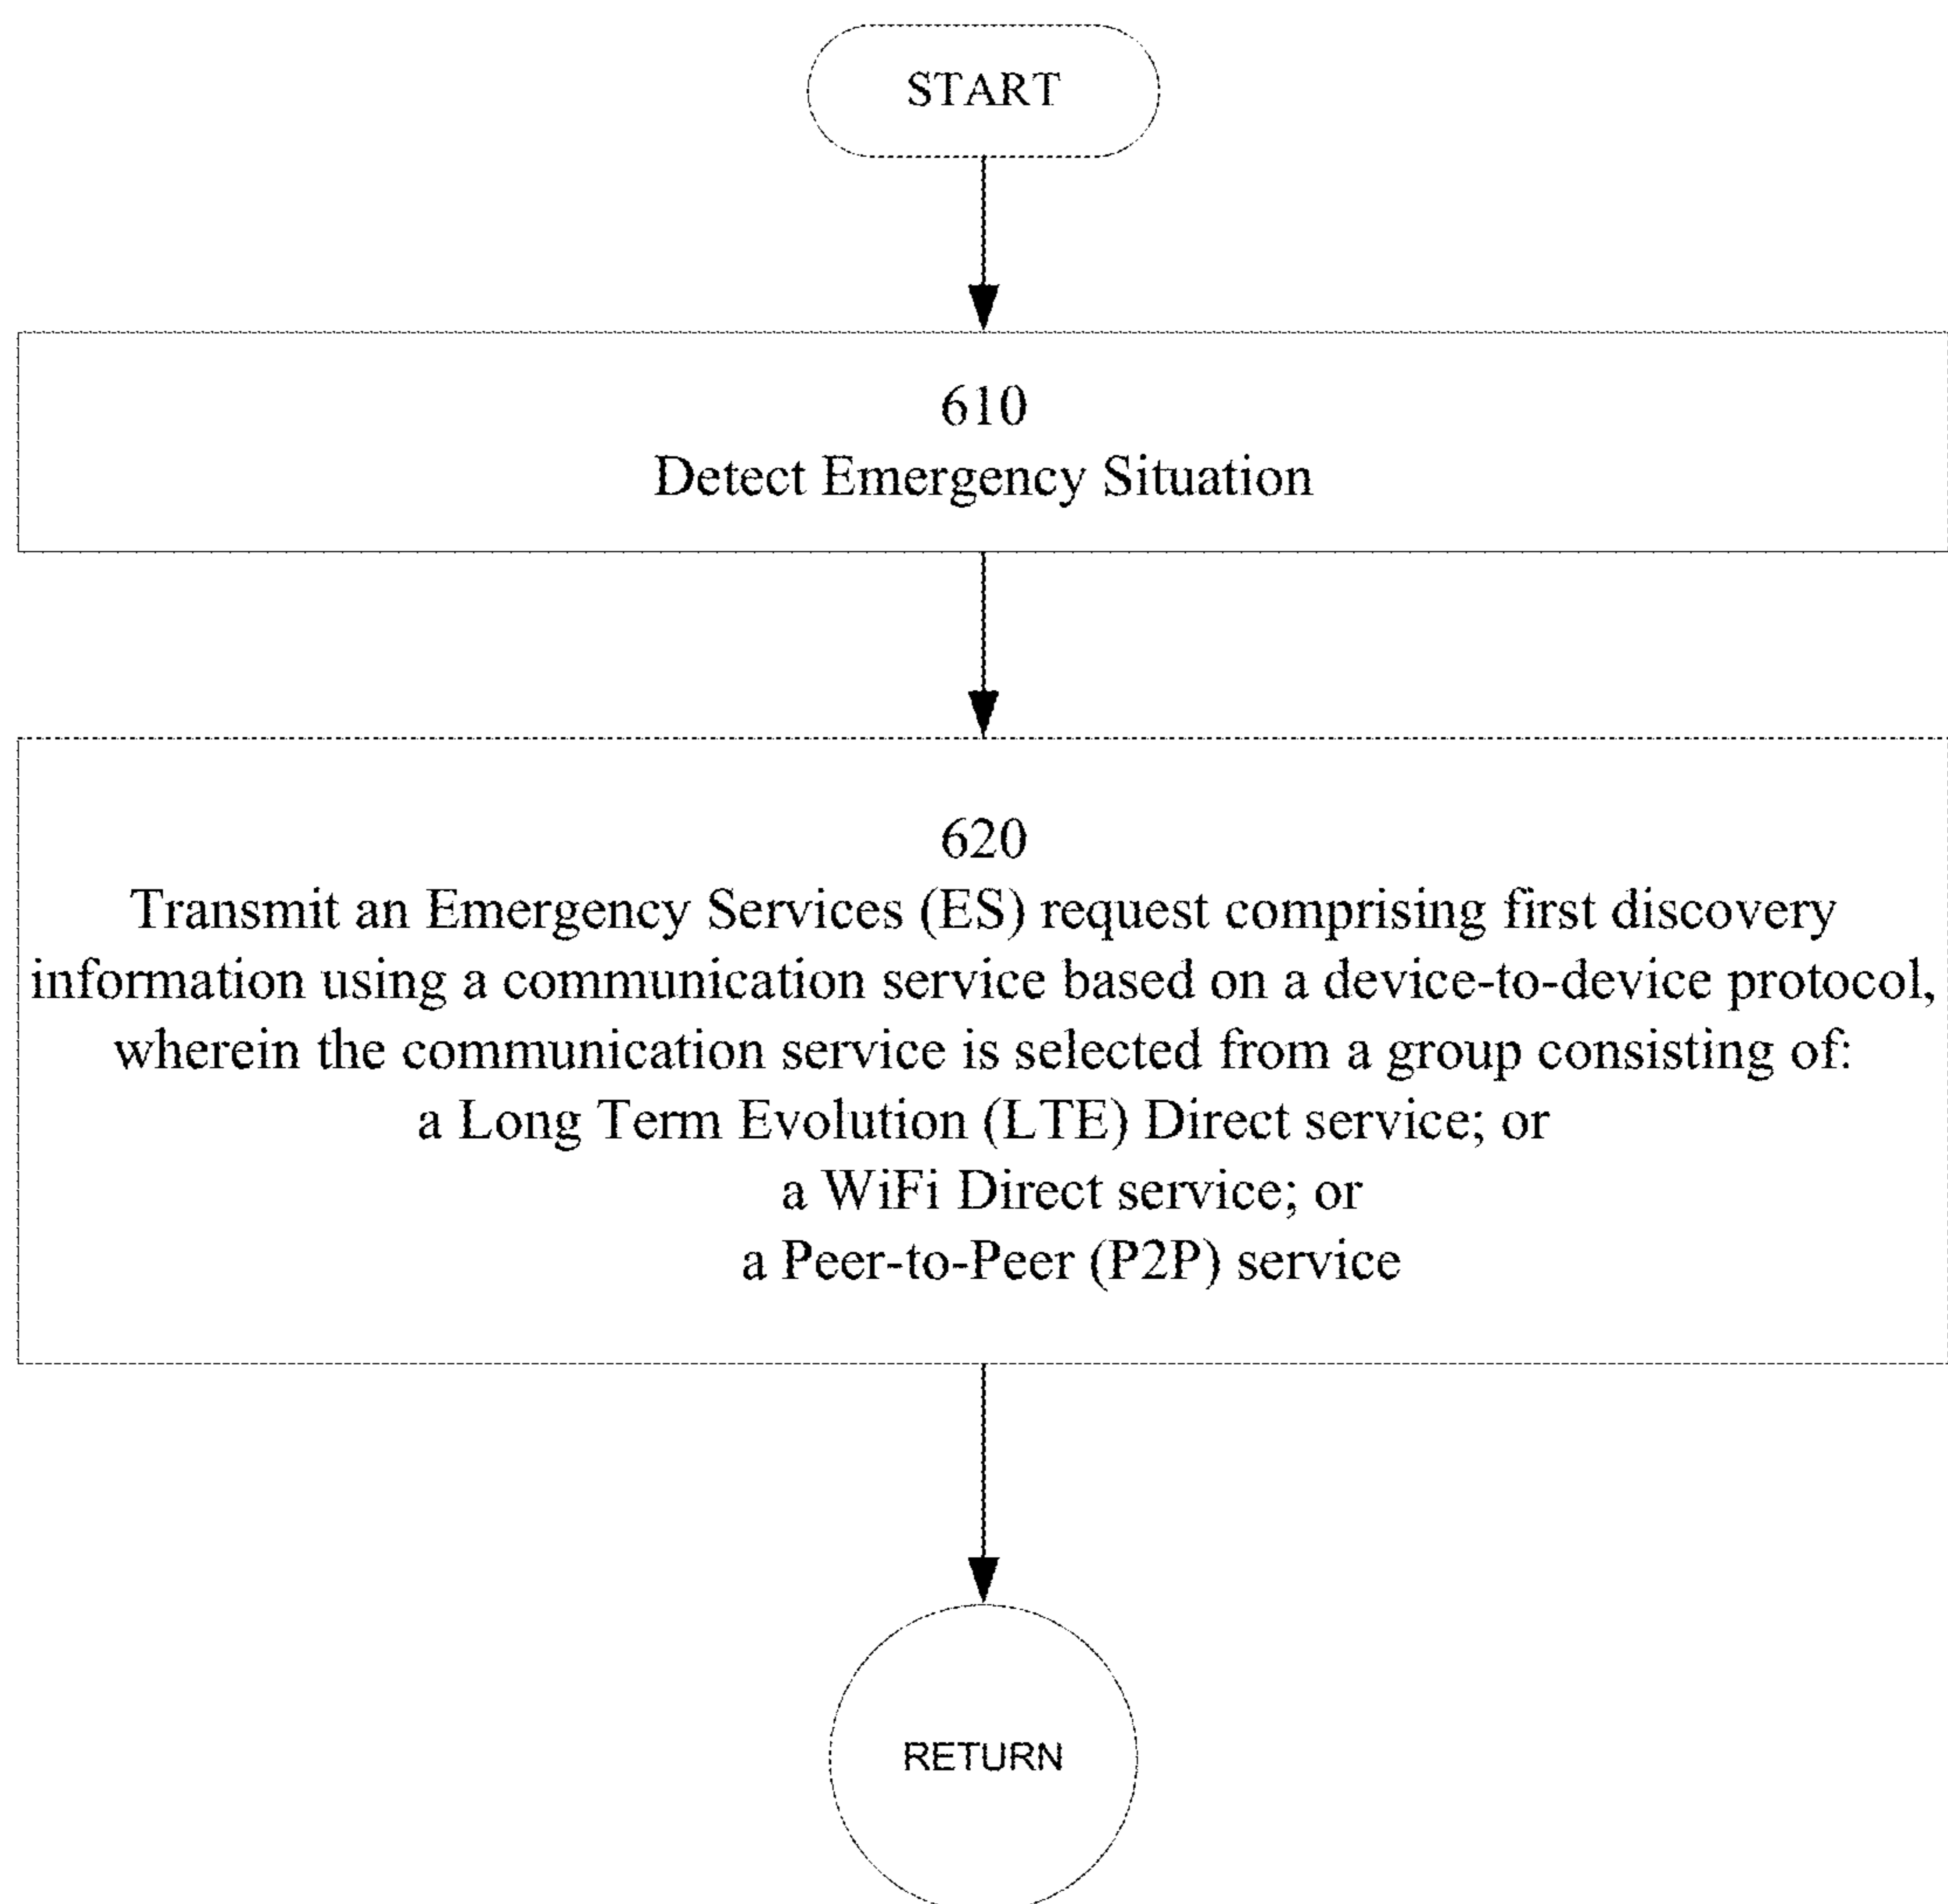 START
610
Detect Emergency Situation
620
Transmit an Emergency Services (ES) request comprising first discovery
information using a communication service based on a device-to-device protocol,
wherein the communication service is selected from a group consisting of:
a Long Term Evolution (LTE) Direct service; or
a WiFi Direct service; or
a Peer-to-Peer (P2P) service
RETURN